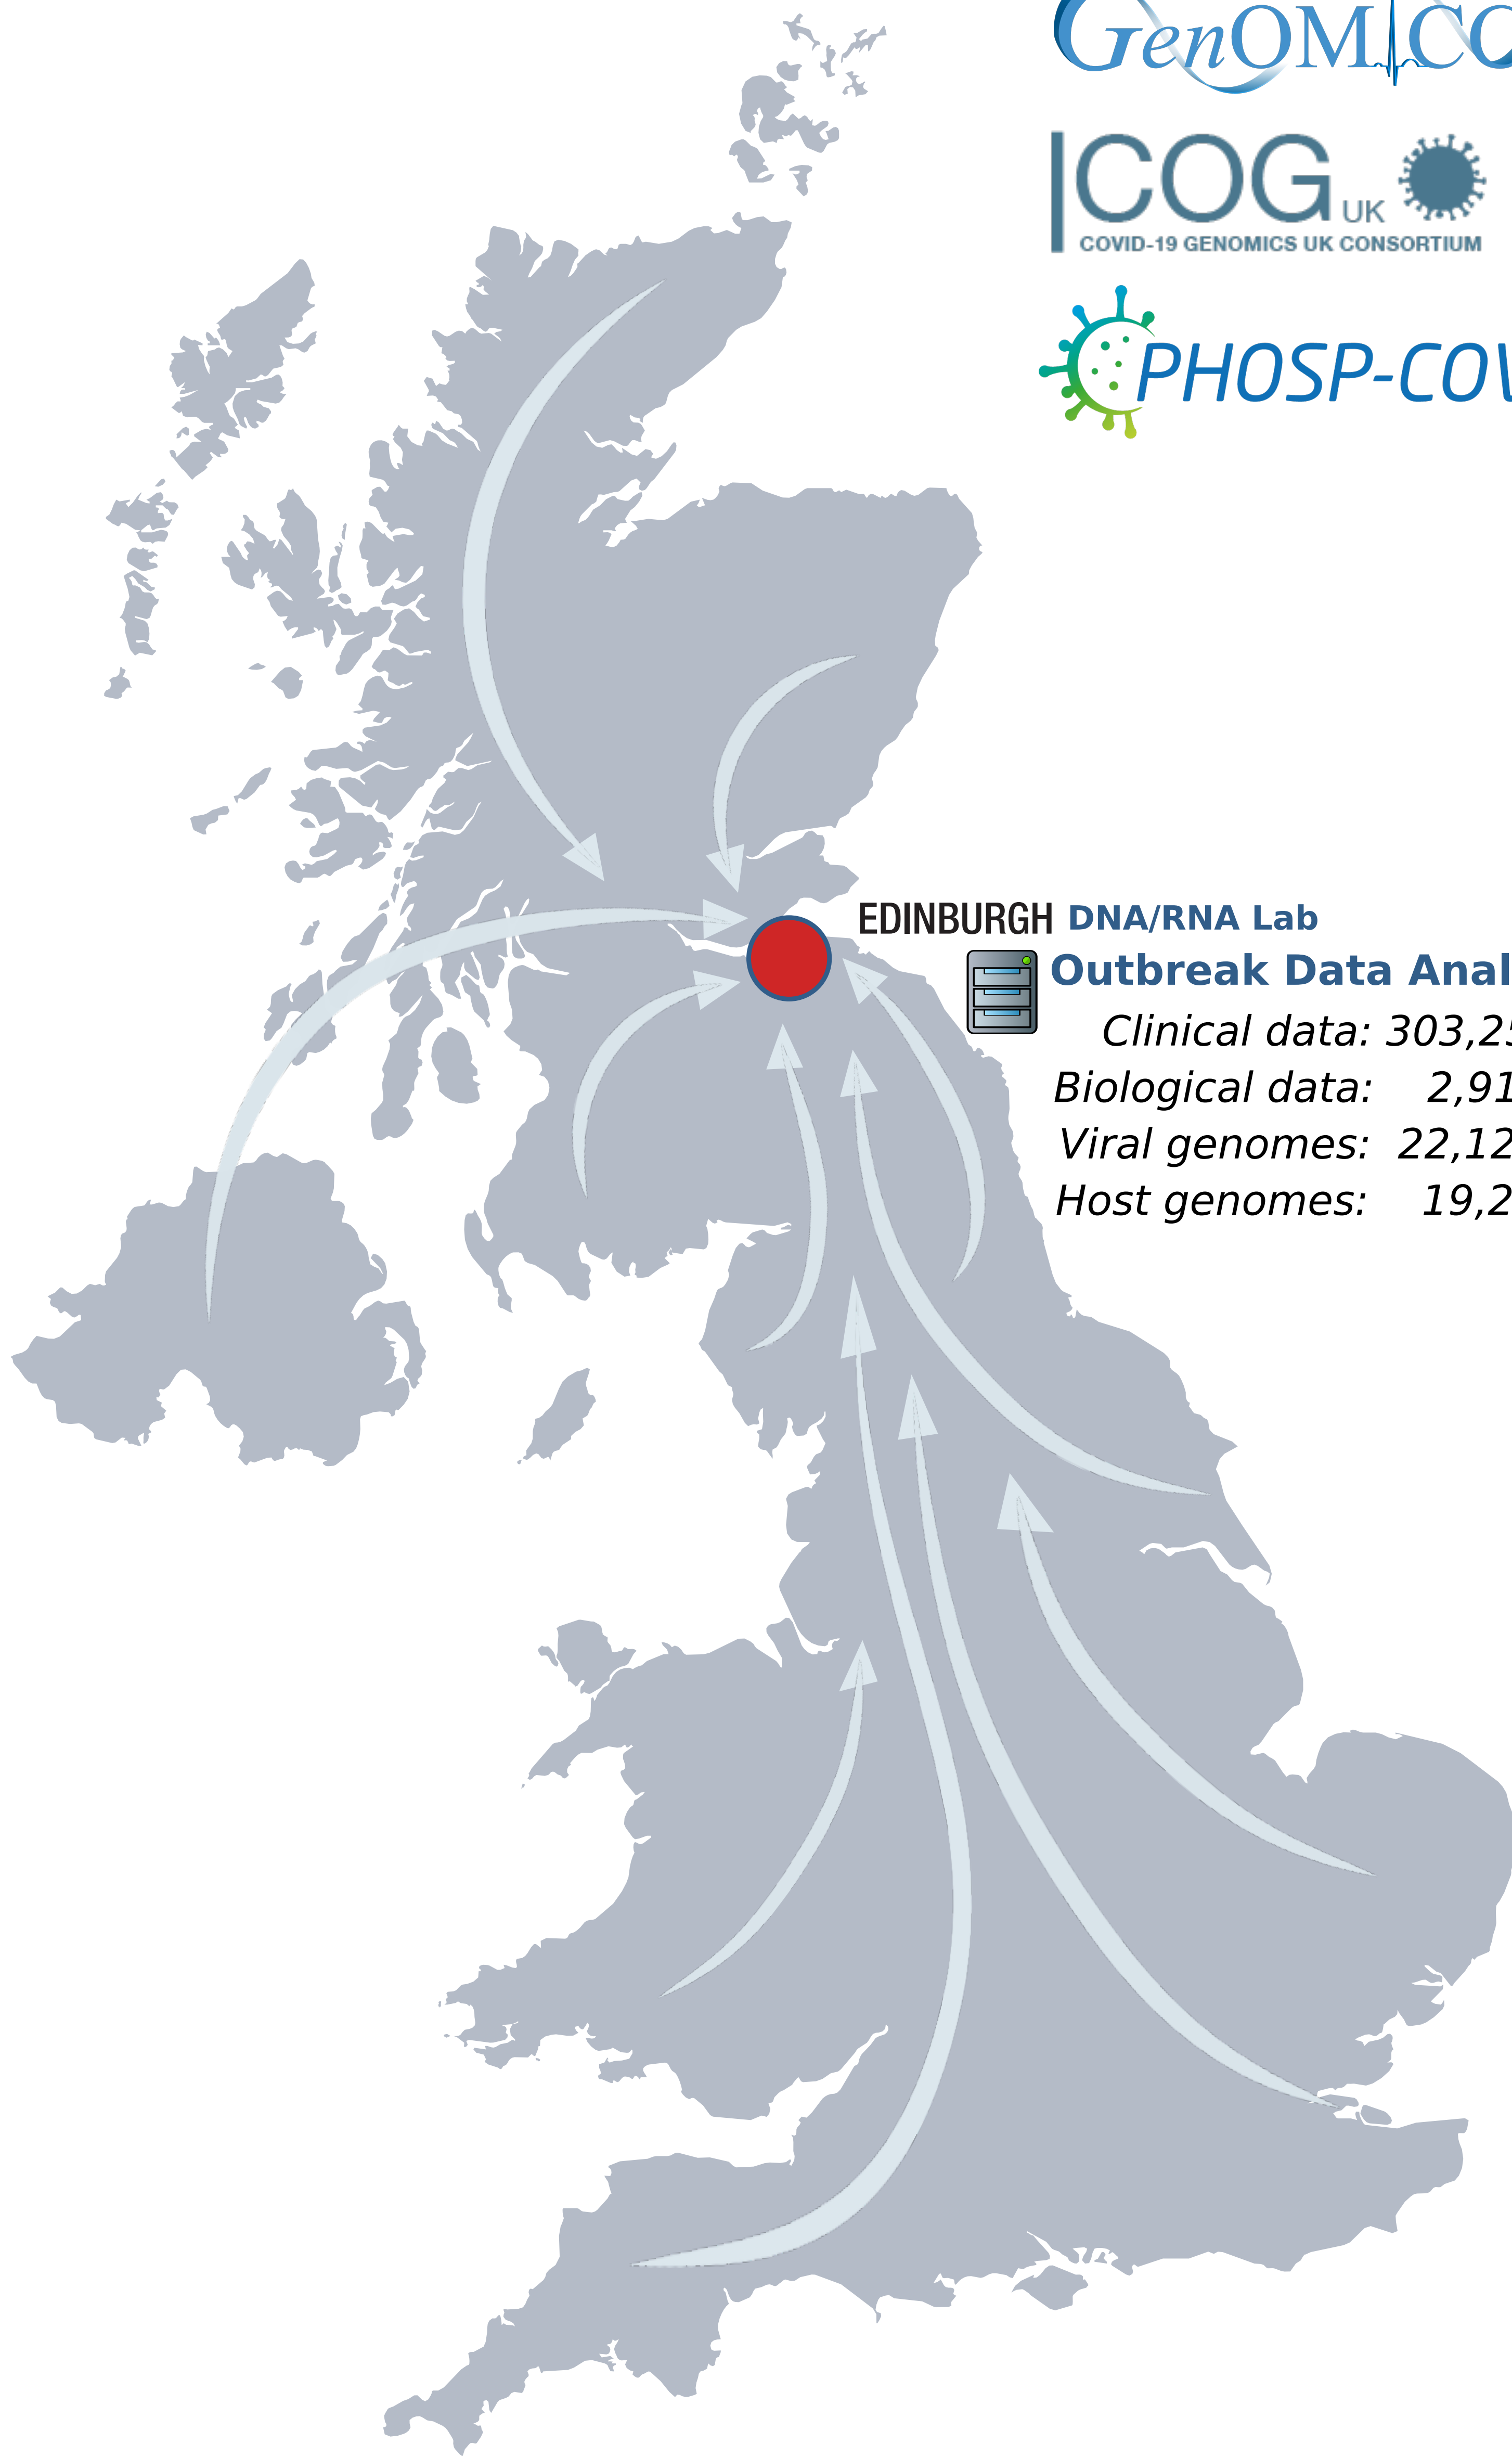 GenOMICC
COG UK
COVID-19 GENOMICS UK CONSORTIUM
PHOSP-COV
EDINBURGH DNA/RNA Lab
Outbreak Data Anal
Clinical data: 303,25
Biological data: 2,91
Viral genomes: 22,12
Host genomes: 19,2